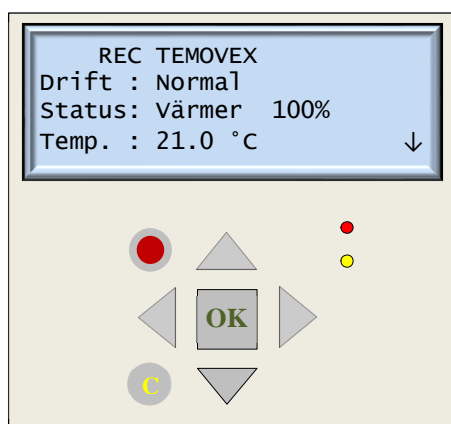 REC TEMOVEX
Drift : Normal
Status: Värmer 100%
Temp. : 21.0 °C ↓
OK
C